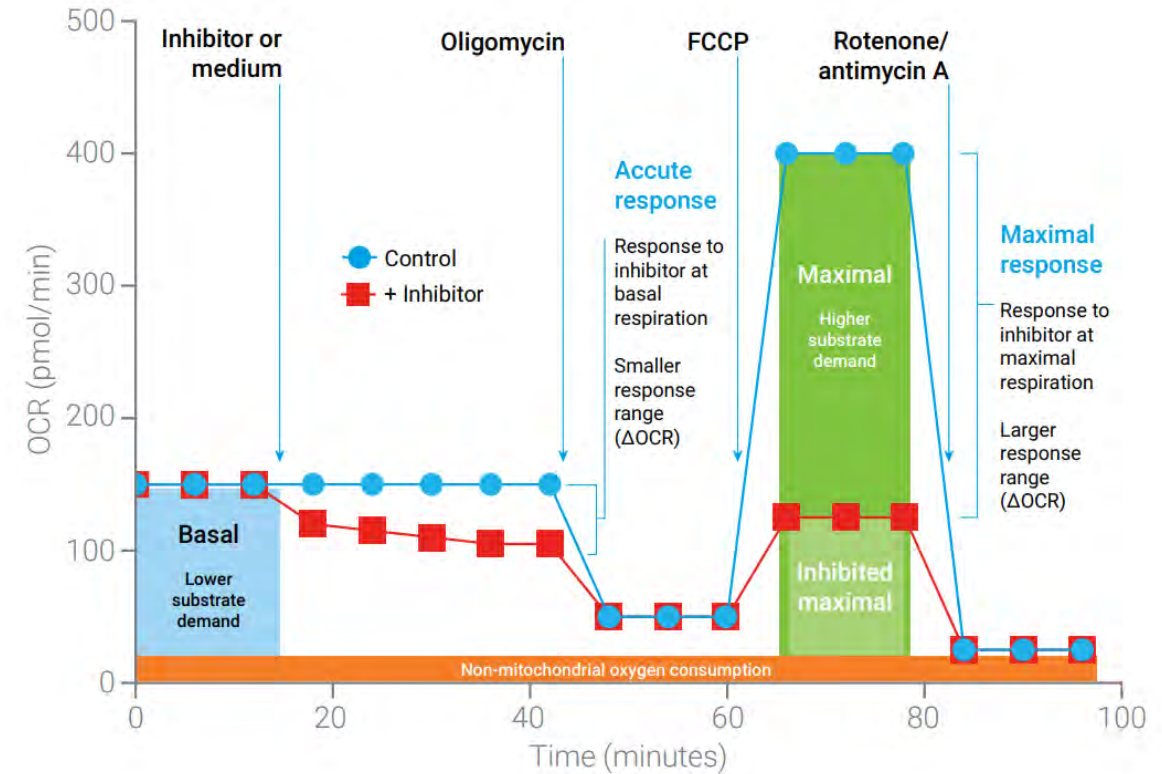 500
400
300
200
100
0
OCR (pmol/min)
Inhibitor or
medium
Oligomycin
FCCP
Rotenone/
antimycin A
Control
+ Inhibitor
Accute
response
Response to
inhibitor at
basal
respiration
Smaller
response
range
(ΔOCR)
Maximal
Higher
substrate
demand
Inhibited
maximal
Maximal
response
Response to
inhibitor at
maximal
respiration
Larger
response
range
(ΔOCR)
Basal
Lower
substrate
demand
Non-mitochondrial oxygen consumption
0
20
40
60
80
100
Time (minutes)